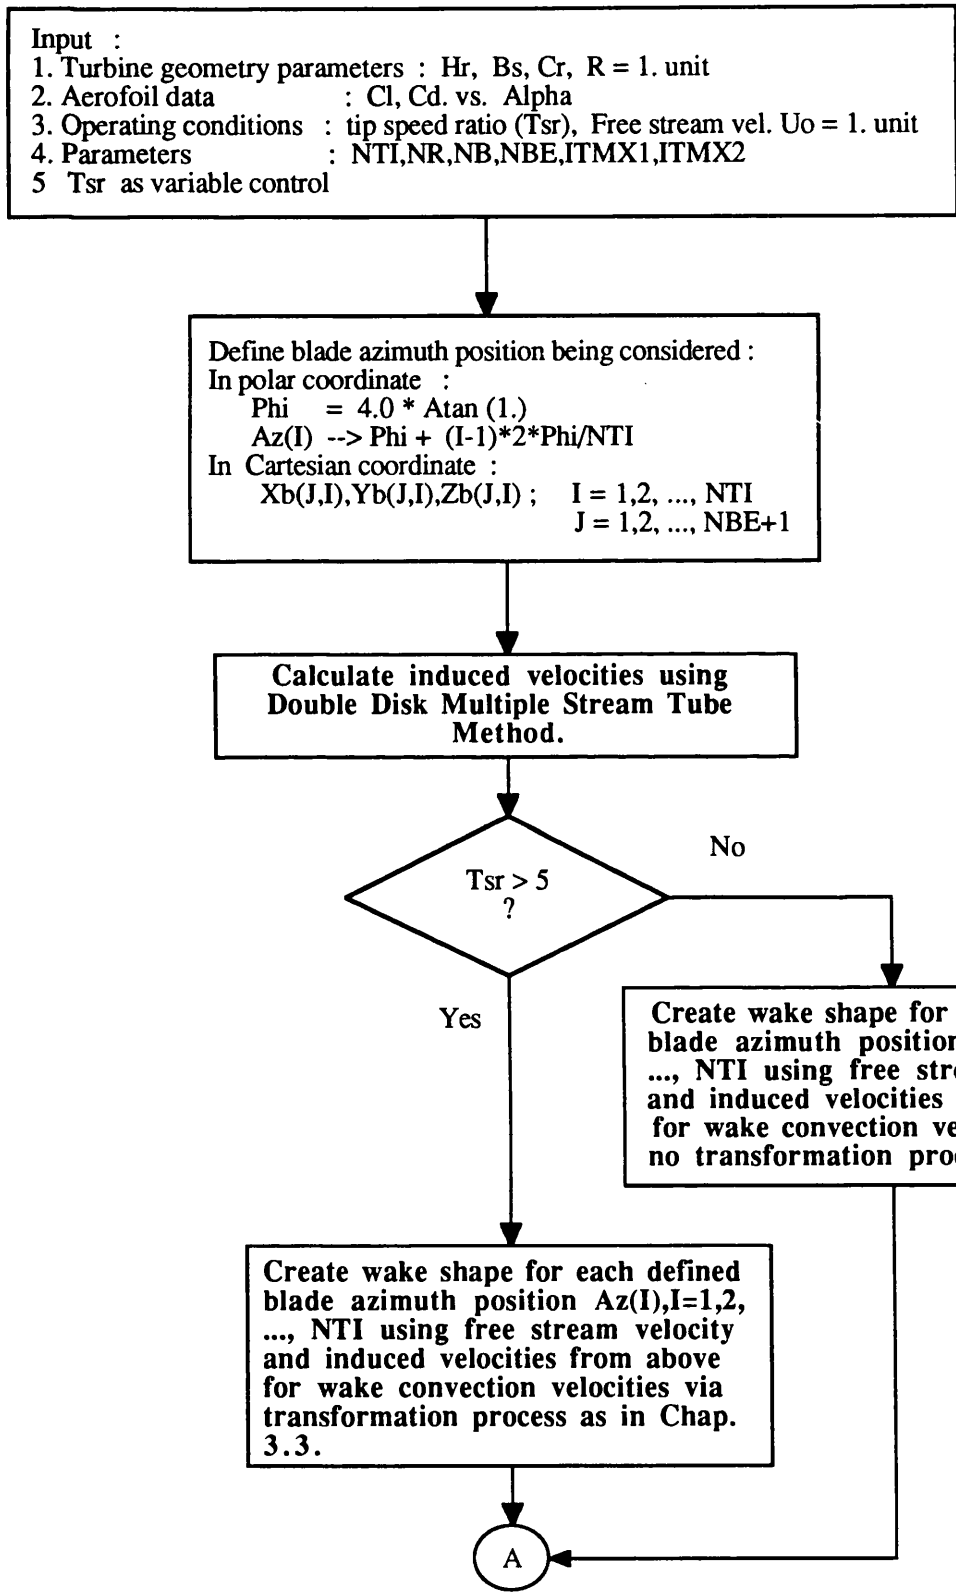 Input :
1. Turbine geometry parameters : Hr, Bs, Cr, R = 1. unit
2. Aerofoil data : Cl, Cd. vs. Alpha
3. Operating conditions : tip speed ratio (Tsr), Free stream vel. Uo = 1. unit
4. Parameters : NTI,NR,NB,NBE,ITMX1,ITMX2
5 Tsr as variable control
Define blade azimuth position being considered :
In polar coordinate :
Phi = 4.0 * Atan (1.)
Az(I) --> Phi + (I-1)*2*Phi/NTI
In Cartesian coordinate :
Xb(J,I),Yb(J,I),Zb(J,I) ; I = 1,2, ..., NTI
J = 1,2, ..., NBE+1
Calculate induced velocities using
Double Disk Multiple Stream Tube
Method.
Tsr > 5
?
No
Yes
Create wake shape for
blade azimuth position
..., NTI using free
and induced velocities
for wake convection
no transformation
Create wake shape for each defined
blade azimuth position Az(I),I=1,2,
..., NTI using free stream velocity
and induced velocities from above
for wake convection velocities via
transformation process as in Chap.
3.3.
A